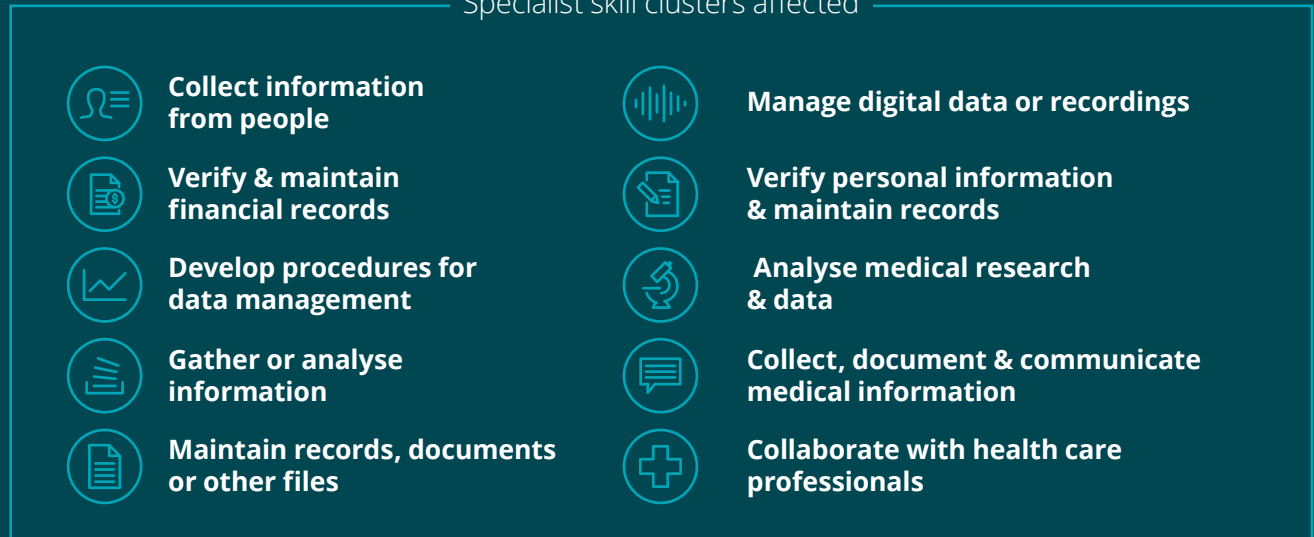 Specialist skill clusters affected
Collect information
from people
Verify & maintain
financial records
Develop procedures for
data management
Gather or analyse
information
Maintain records, documents
or other files
Manage digital data or recordings
Verify personal information
& maintain records
Analyse medical research
& data
Collect, document & communicate
medical information
Collaborate with health care
professionals